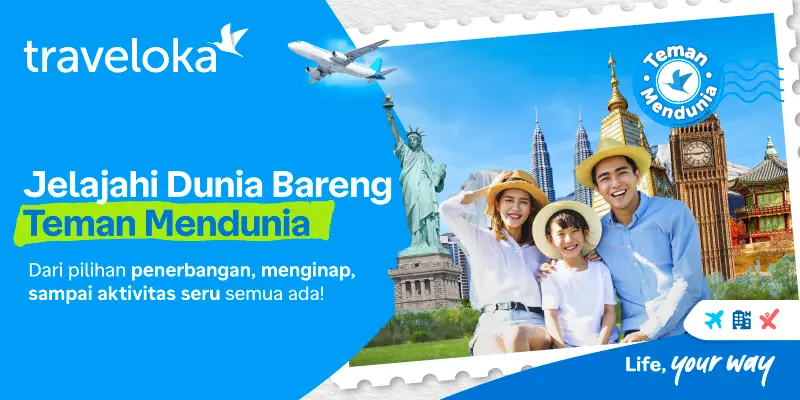 traveloka
Teman
Mendunia
Jelajahi Dunia Bareng
Teman Mendunia
Dari pilihan penerbangan, menginap,
sampai aktivitas seru semua ada!
Life, your way